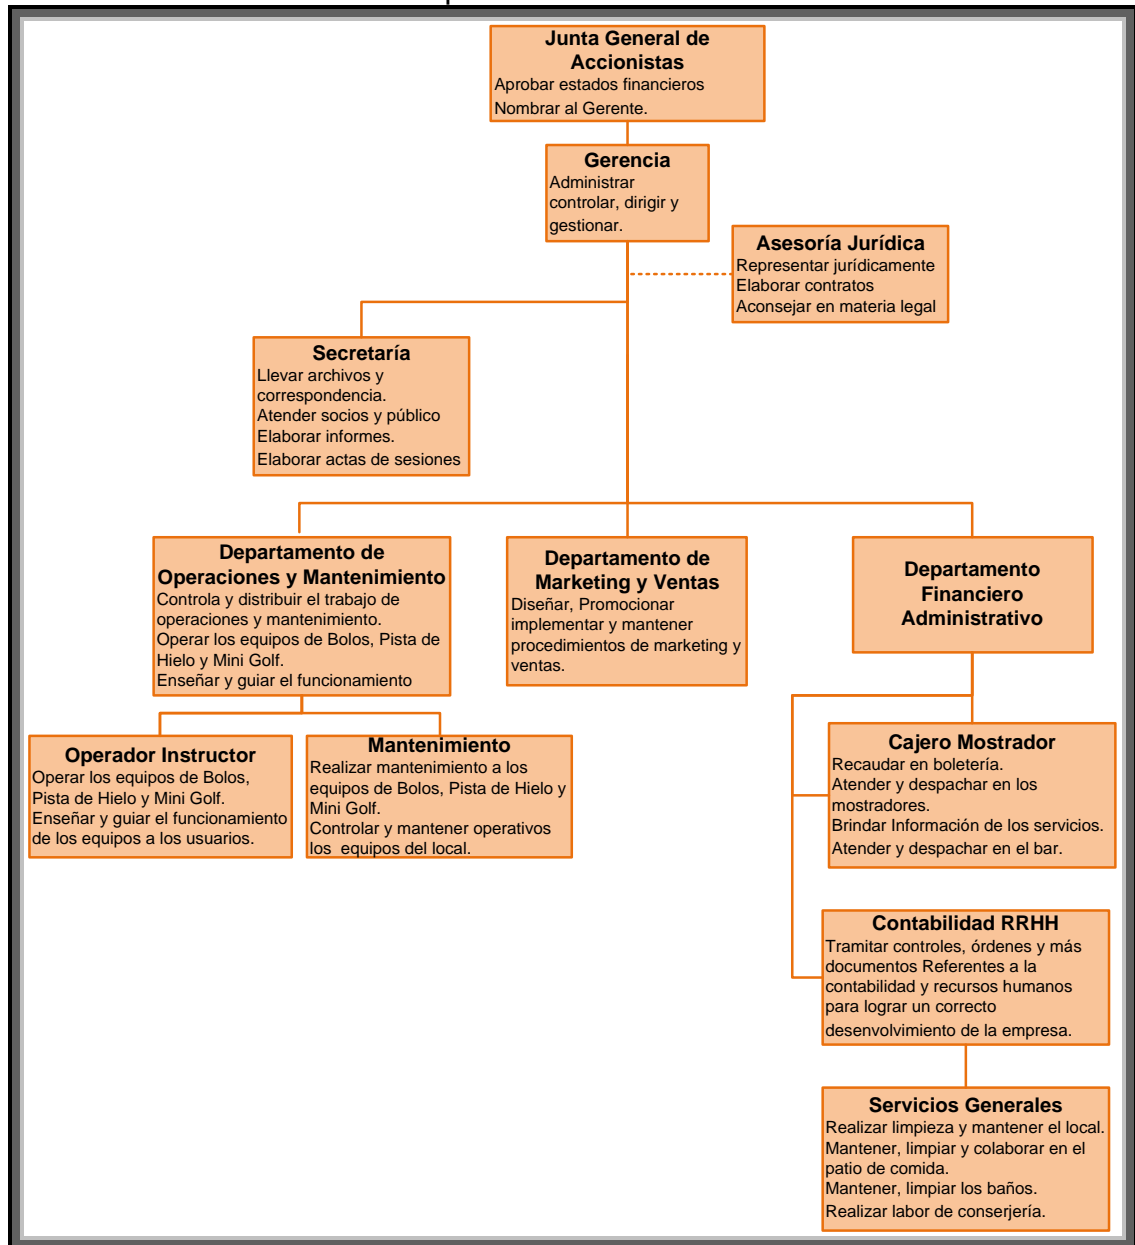 Junta General de
Accionistas
Aprobar estados financieros
Nombrar al Gerente.
Gerencia
Administrar
controlar, dirigir y
gestionar.
Asesoría Jurídica
Representar jurídicamente
Elaborar contratos
Aconsejar en materia legal
Secretaría
Llevar archivos y
correspondencia.
Atender socios y público
Elaborar informes.
Elaborar actas de sesiones
Departamento de
Operaciones y Mantenimiento
Controla y distribuir el trabajo de
operaciones y mantenimiento.
Operar los equipos de Bolos, Pista de
Hielo y Mini Golf.
Enseñar y guiar el funcionamiento
Departamento de
Marketing y Ventas
Diseñar, Promocionar
implementar y mantener
procedimientos de marketing y
ventas.
Departamento
Financiero
Administrativo
Operador Instructor
Operar los equipos de Bolos,
Pista de Hielo y Mini Golf.
Enseñar y guiar el funcionamiento
de los equipos a los usuarios.
Mantenimiento
Realizar mantenimiento a los
equipos de Bolos, Pista de Hielo y
Mini Golf.
Controlar y mantener operativos
los equipos del local.
Cajero Mostrador
Recaudar en boletería.
Atender y despachar en los
mostradores.
Brindar Información de los servicios.
Atender y despachar en el bar.
Contabilidad RRHH
Tramitar controles, órdenes y más
documentos Referentes a la
contabilidad y recursos humanos
para lograr un correcto
desenvolvimiento de la empresa.
Servicios Generales
Realizar limpieza y mantener el local.
Mantener, limpiar y colaborar en el
patio de comida.
Mantener, limpiar los baños.
Realizar labor de conserjería.